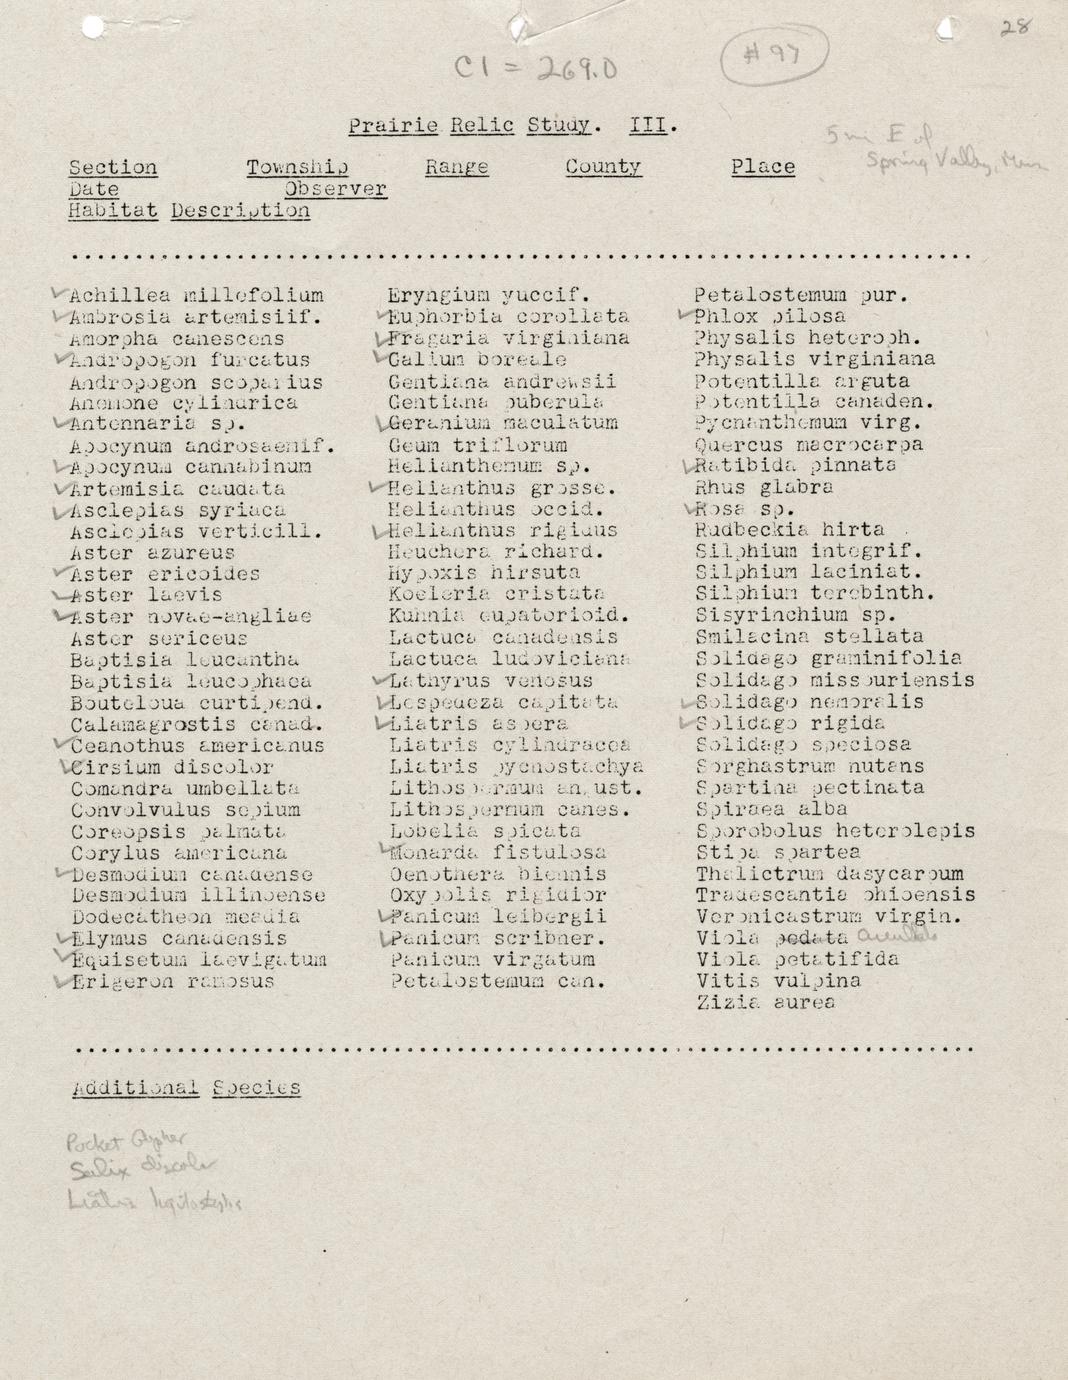 28
C1 = 269.0
#97
Prairie Relic Study. III.
5 mi E of
Spring Valley, Minn
Section Township Range County Place
Date Observer
Habitat Description
✓Achillea millefolium
✓Ambrosia artemisiif.
Amorpha canescens
✓Andropogon furcatus
Andropogon scoparius
Anemone cylindrica
✓Antennaria sp.
Apocynum androsaemif.
✓Apocynum cannabinum
✓Artemisia caudata
✓Asclepias syriaca
Asclepias verticill.
Aster azureus
✓Aster ericoides
✓Aster laevis
✓Aster novae-angliae
Aster sericeus
Baptisia leucantha
Baptisia leucophaea
Bouteloua curtipend.
Calamagrostis canad.
✓Ceanothus americanus
✓Cirsium discolor
Comandra umbellata
Convolvulus sepium
Coreopsis palmata
Corylus americana
✓Desmodium canadense
Desmodium illinoense
Dodecatheon meadia
✓Elymus canadensis
✓Equisetum laevigatum
✓Erigeron ramosus
Eryngium yuccif.
✓Euphorbia corollata
✓Fragaria virginiana
✓Galium boreale
Gentiana andrewsii
Gentiana puberula
✓Geranium maculatum
Geum triflorum
Helianthemum sp.
✓Helianthus grosse.
Helianthus occid.
✓Helianthus rigidus
Heuchera richard.
Hypoxis hirsuta
Koeleria cristata
Kuhnia eupatorioid.
Lactuca canadensis
Lactuca ludoviciana
✓Lathyrus venosus
✓Lespedeza capitata
✓Liatris aspera
Liatris cylindracea
Liatris pycnostachya
Lithospermum angust.
Lithospermum canes.
Lobelia spicata
✓Monarda fistulosa
Oenothera biennis
Oxypolis rigidior
✓Panicum leibergii
✓Panicum scribner.
Panicum virgatum
Petalostemum can.
Petalostemum pur.
✓Phlox pilosa
Physalis heteroph.
Physalis virginiana
Potentilla arguta
Potentilla canaden.
Pycnanthemum virg.
Quercus macrocarpa
✓Ratibida pinnata
Rhus glabra
✓Rosa sp.
Rudbeckia hirta
Silphium integrif.
Silphium laciniat.
Silphium terebinth.
Sisyrinchium sp.
Smilacina stellata
Solidago graminifolia
Solidago missouriensis
✓Solidago nemoralis
✓Solidago rigida
Solidago speciosa
Sorghastrum nutans
Spartina pectinata
Spiraea alba
Sporobolus heterolepis
Stipa spartea
Thalictrum dasycarpum
Tradescantia ohioensis
Veronicastrum virgin.
Viola pedata cucullata
Viola petatifida
Vitis vulpina
Zizia aurea
Additional Species
Pocket Gopher
Salix discolor
Liatris ligulistylis